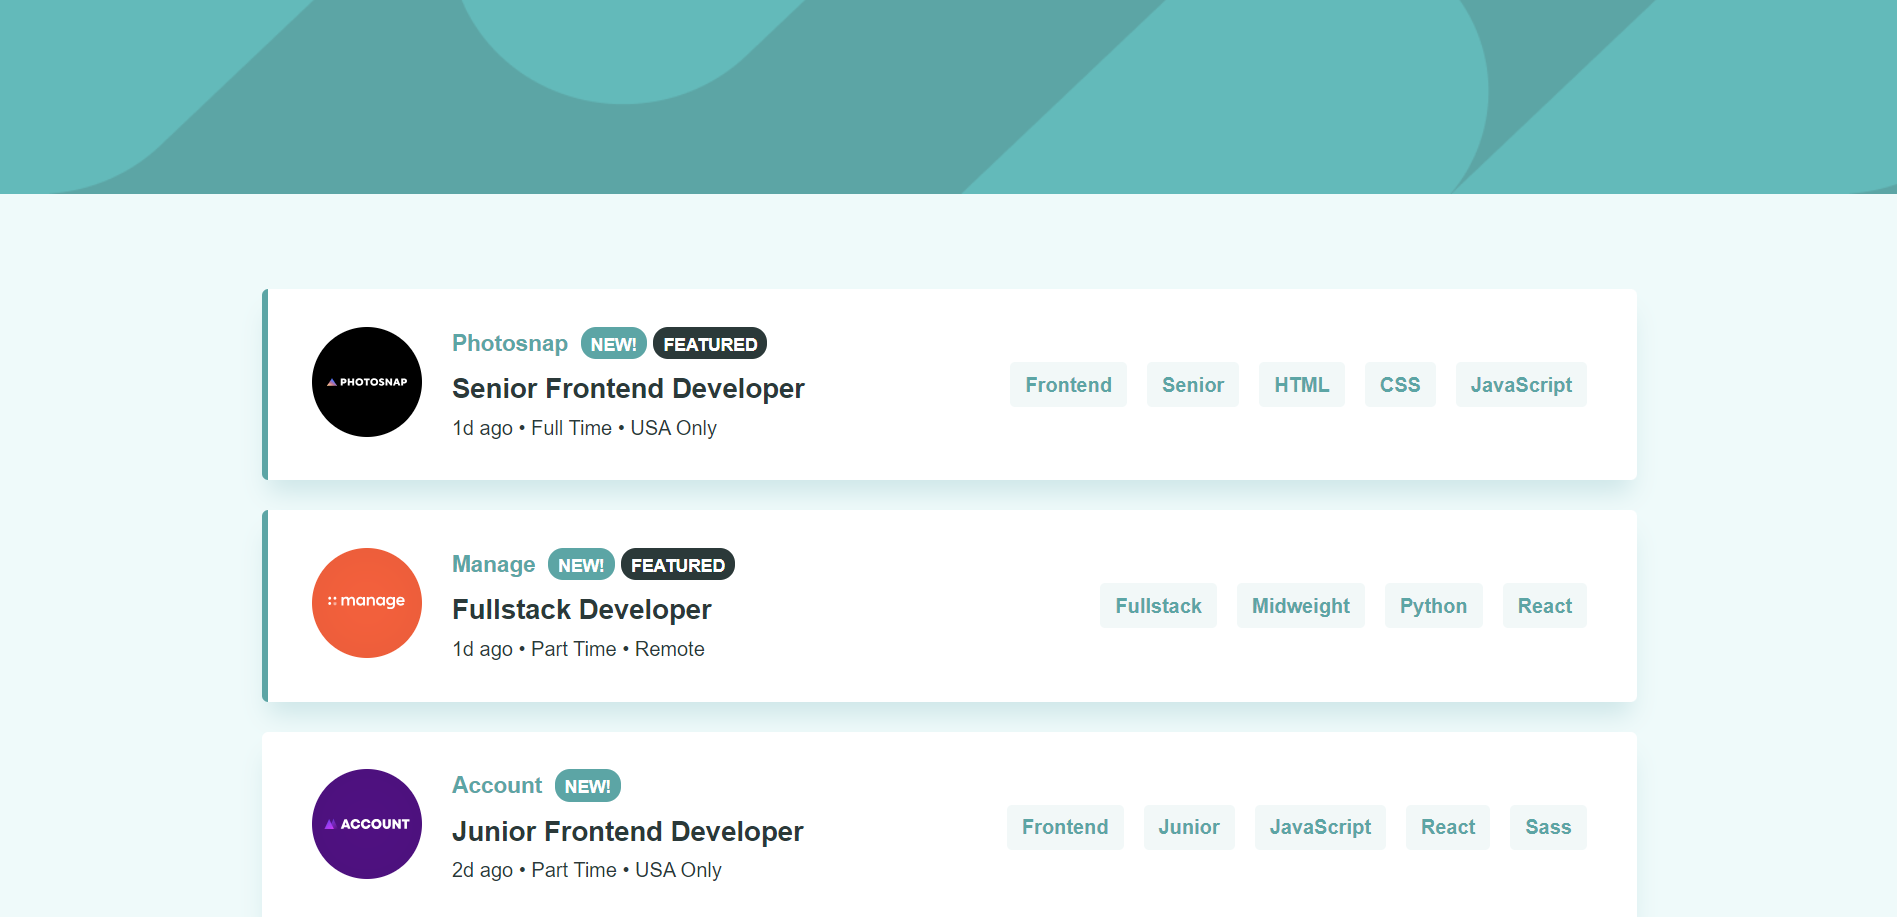 PHOTOSNAP
Photosnap NEW! FEATURED
Senior Frontend Developer
1d ago • Full Time • USA Only
Frontend Senior HTML CSS JavaScript
manage
Manage NEW! FEATURED
Fullstack Developer
1d ago • Part Time • Remote
Fullstack Midweight Python React
ACCOUNT
Account NEW!
Junior Frontend Developer
2d ago • Part Time • USA Only
Frontend Junior JavaScript React Sass